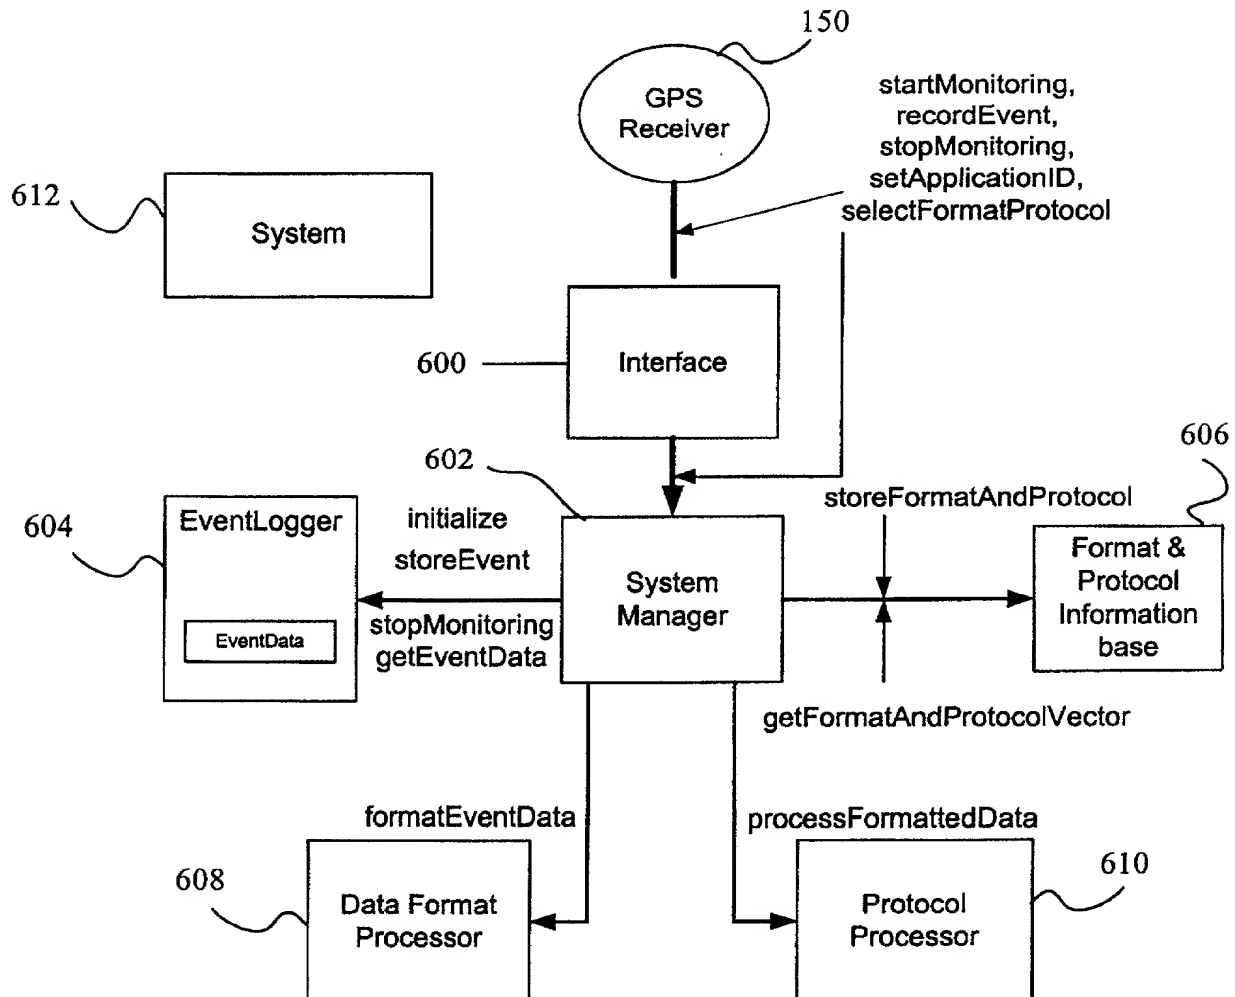 150
GPS
Receiver
startMonitoring,
recordEvent,
stopMonitoring,
setApplicationID,
selectFormatProtocol
612
System
600
Interface
602
606
604
EventLogger
EventData
initialize
storeEvent
stopMonitoring
getEventData
System
Manager
storeFormatAndProtocol
getFormatAndProtocolVector
Format &
Protocol
Information
base
formatEventData
processFormattedData
608
Data Format
Processor
Protocol
Processor
610